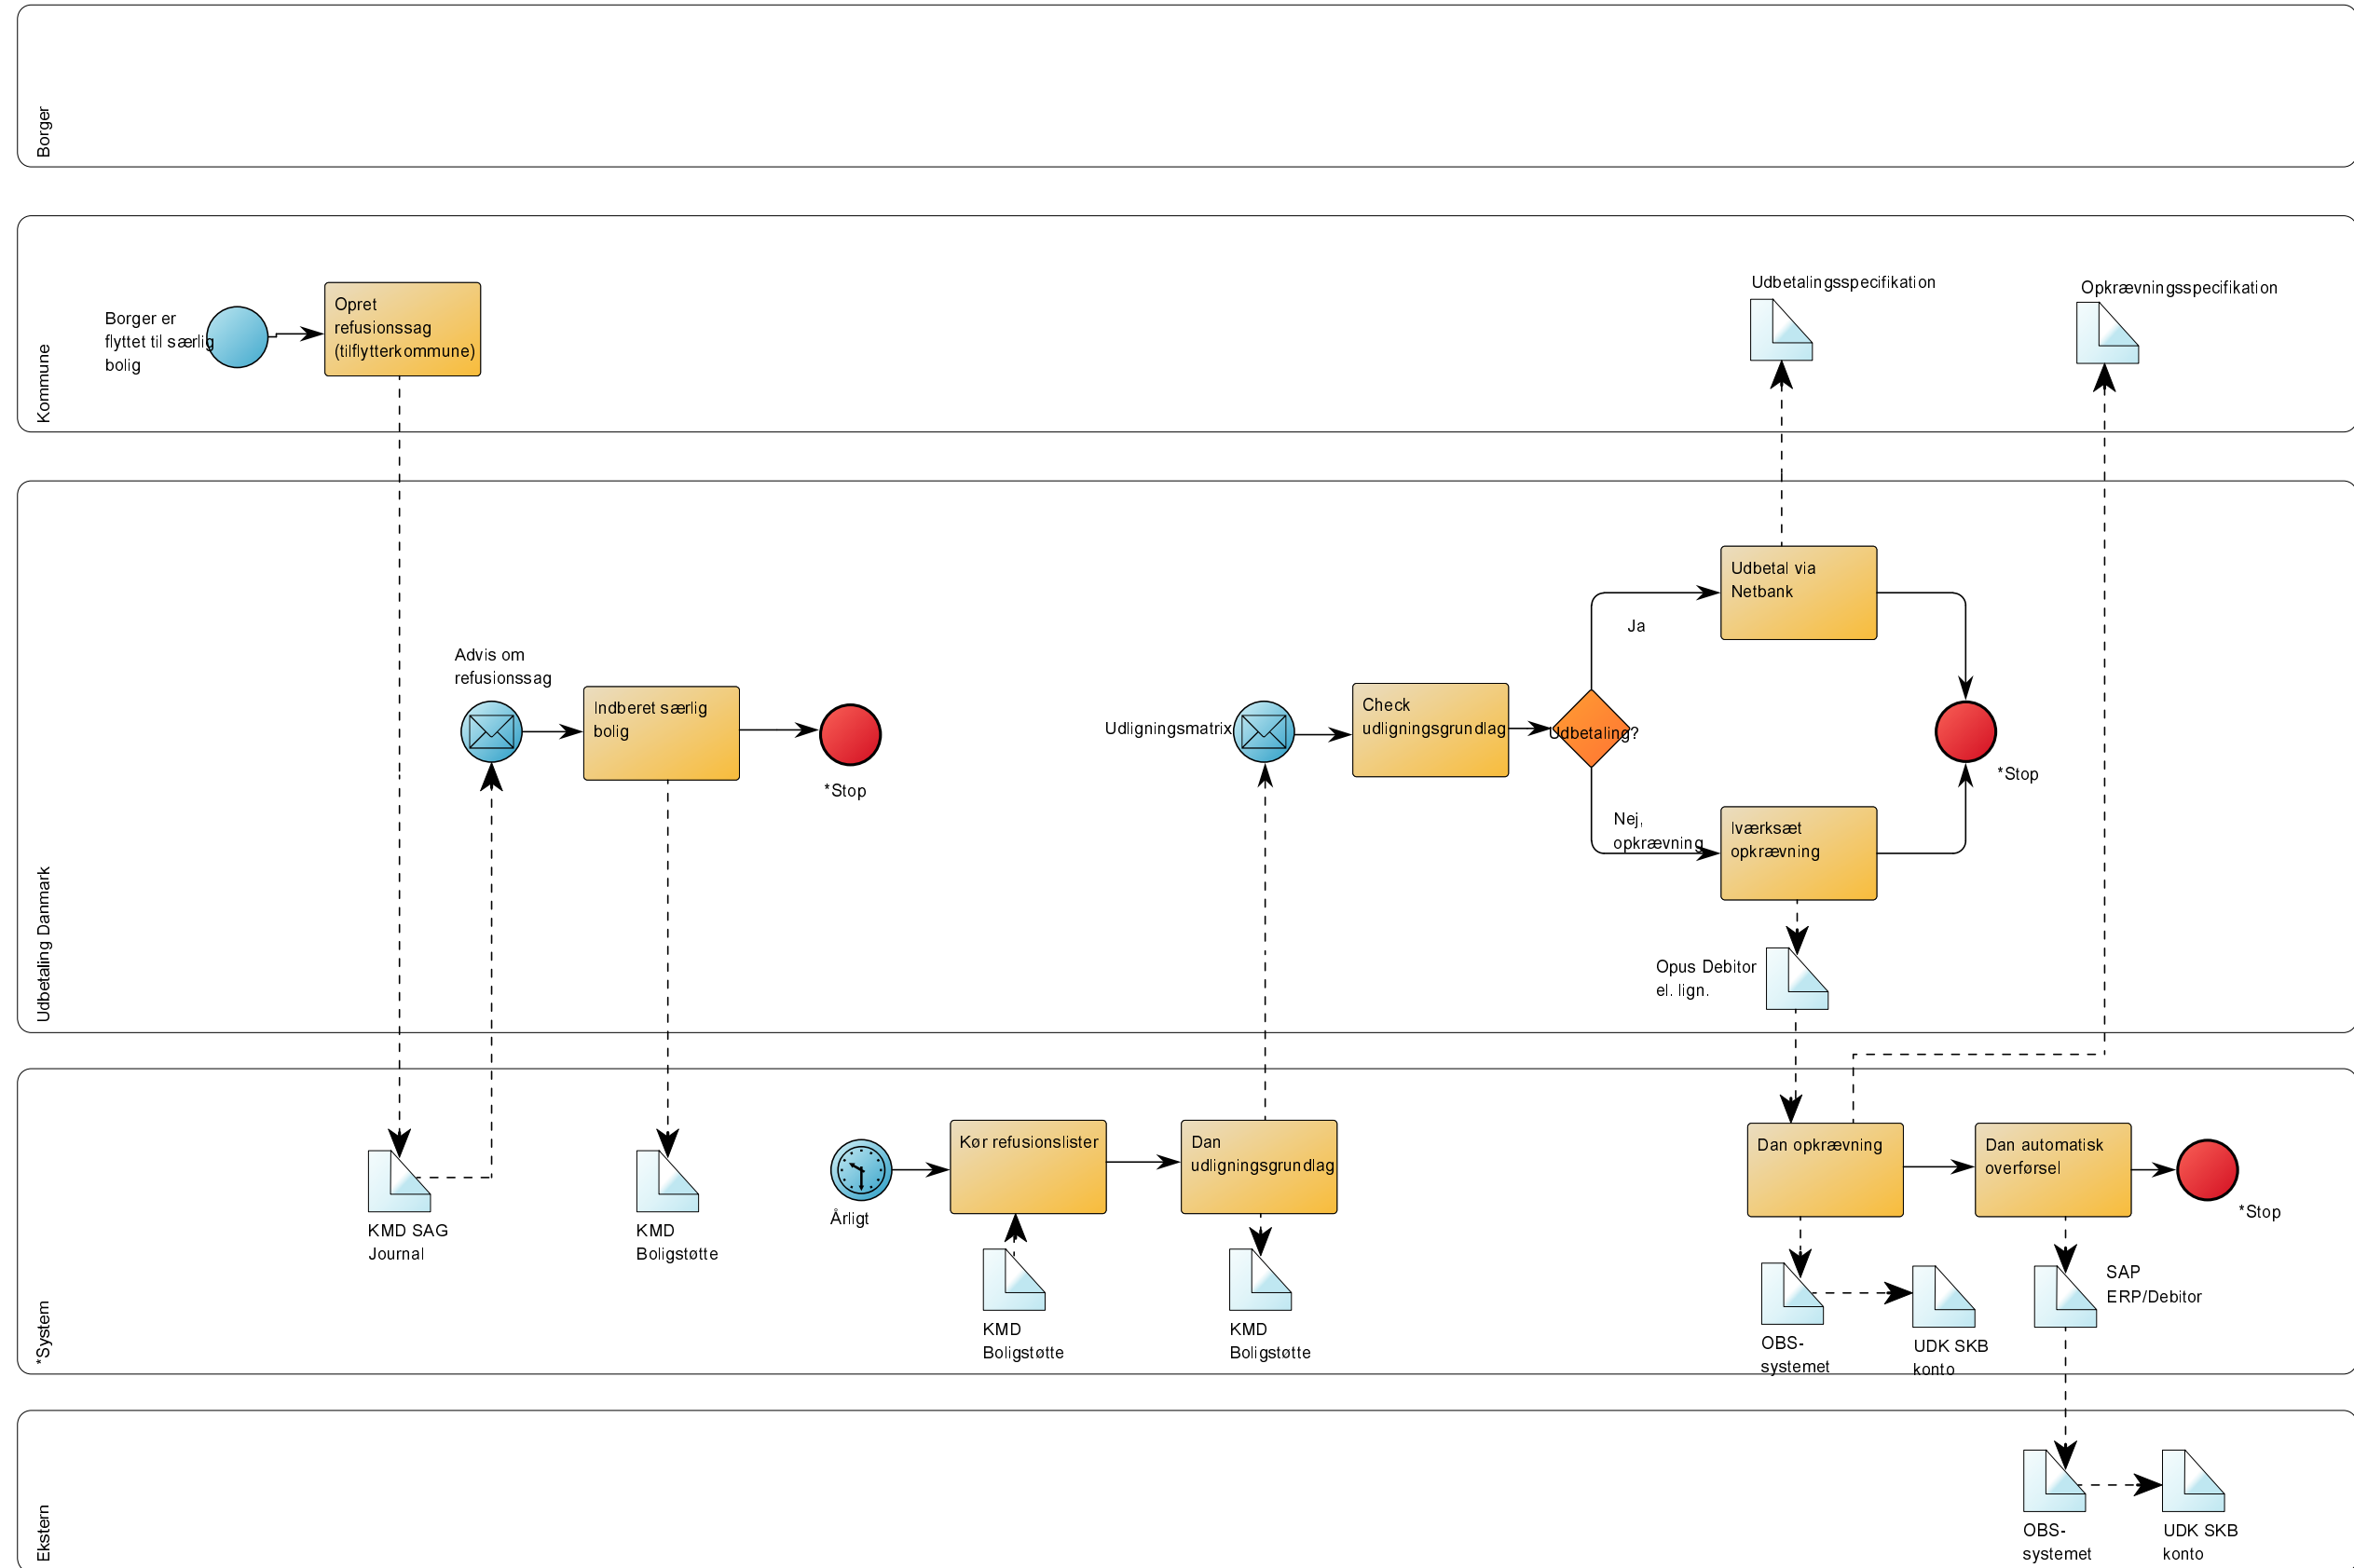 Borger
Kommune
Borger er
flyttet til særlig
bolig
Opret
refusionssag
(tilflytterkommune)
Udbetalingsspecifikation
Opkrævningsspecifikation
Udbetaling Danmark
Advis om
refusionssag
Indberet særlig
bolig
*Stop
Udligningsmatrix
Check
udligningsgrundlag
Udbetaling?
Ja
Nej,
opkrævning
Udbetal via
Netbank
Iværksæt
opkrævning
*Stop
Opus Debitor
el. lign.
*System
KMD SAG
Journal
KMD
Boligstøtte
Årligt
Kør refusionslister
KMD
Boligstøtte
Dan
udligningsgrundlag
KMD
Boligstøtte
Dan opkrævning
Dan automatisk
overførsel
*Stop
OBS-
systemet
UDK SKB
konto
SAP
ERP/Debitor
Ekstern
OBS-
systemet
UDK SKB
konto